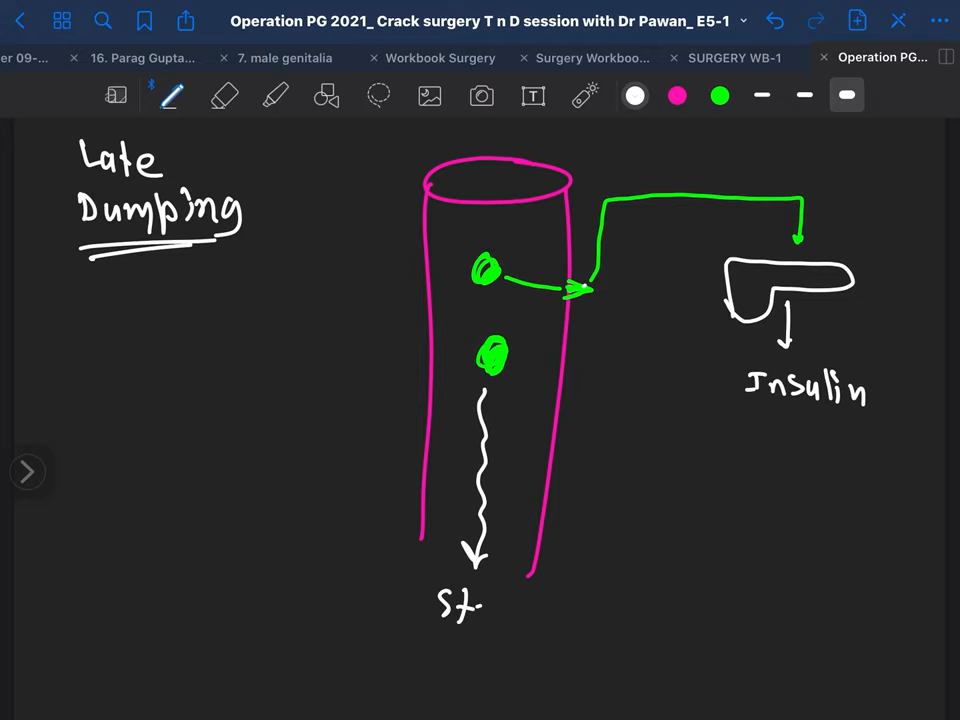 Operation PG 2021_ Crack surgery T n D session with Dr Pawan_ E5-1
er 09-...
16. Parag Gupta...
7. male genitalia
Workbook Surgery
Surgery Workboo...
SURGERY WB-1
Operation PG...
T
Late
Dumping
Insulin
St.